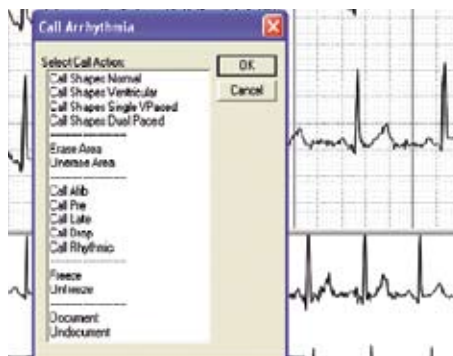 Call Arrhythmia
Select Call Action:
Call Shapes Normal
Call Shapes Ventricular
Call Shapes Single VPaced
Call Shapes Dual Paced
Erase Area
Unerase Area
Call Afib
Call Pre
Call Late
Call Drop
Call Rhythmic
Freeze
Unfreeze
Document
Undocument
OK
Cancel